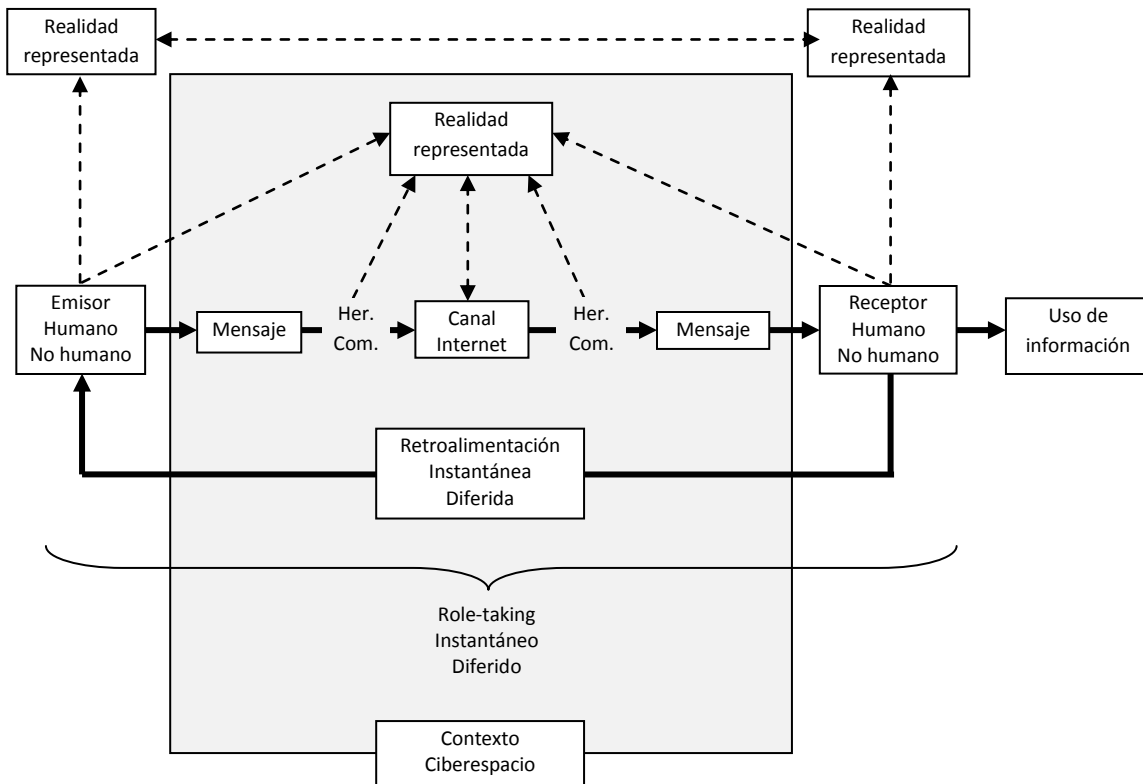 Realidad
representada
Realidad
representada
Realidad
representada
Emisor
Humano
No humano
Mensaje
Her.
Com.
Canal
Internet
Her.
Com.
Mensaje
Receptor
Humano
No humano
Uso de
información
Retroalimentación
Instantánea
Diferida
Role-taking
Instantáneo
Diferido
Contexto
Ciberespacio